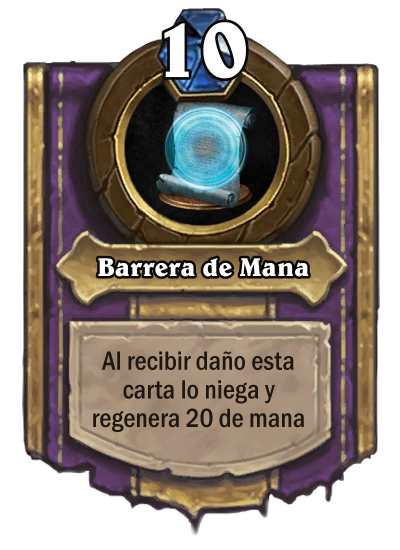 10
Barrera de Mana
Al recibir daño esta
carta lo niega y
regenera 20 de mana